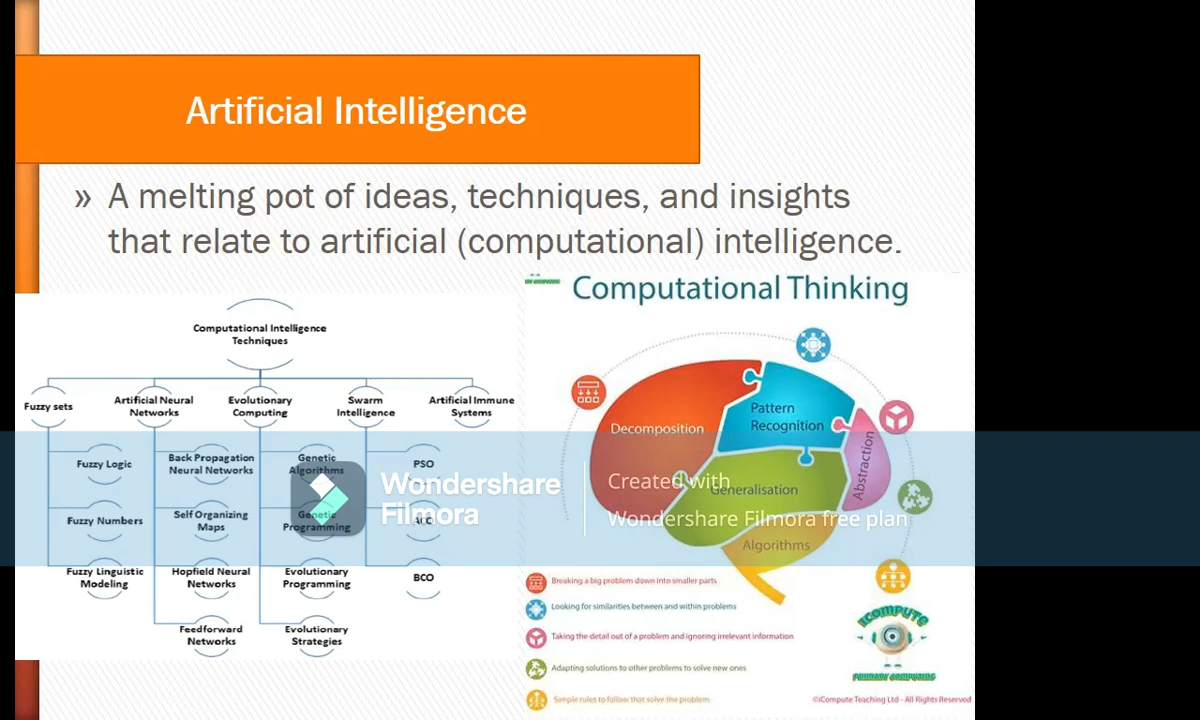 Artificial Intelligence
» A melting pot of ideas, techniques, and insights
that relate to artificial (computational) intelligence.
Computational Intelligence
Techniques
Fuzzy sets
Artificial Neural
Networks
Evolutionary
Computing
Swarm
Intelligence
Artificial Immune
Systems
Fuzzy Logic
Back Propagation
Neural Networks
Genetic
Algorithms
PSO
Fuzzy Numbers
Self Organizing
Maps
Genetic
Programming
Fuzzy Linguistic
Modeling
Hopfield Neural
Networks
Evolutionary
Programming
BCO
Feedforward
Networks
Evolutionary
Strategies
Computational Thinking
Decomposition
Pattern
Recognition
Abstraction
Generalisation
Algorithms
Breaking a big problem down into smaller parts
Looking for similarities between and within problems
Taking the detail out of a problem and ignoring irrelevant information
Adapting solutions to other problems to solve new ones
Simple rules to follow that solve the problem
iCOMPUTE
PRIMARY COMPUTING
©iCompute Teaching Ltd - All Rights Reserved
Wondershare
Filmora
Created with
Wondershare Filmora free plan